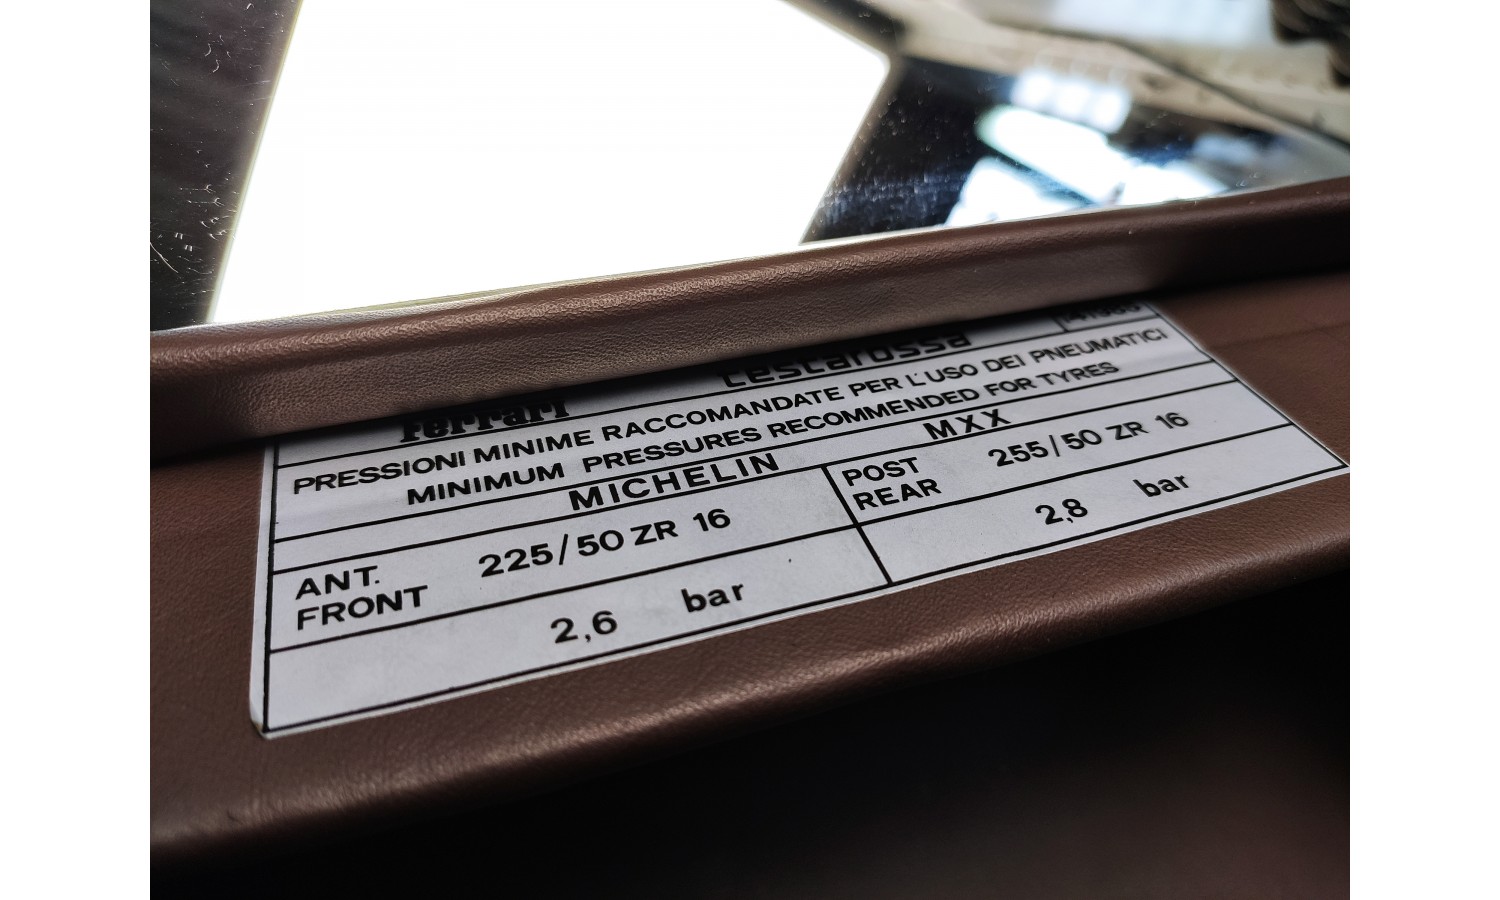 Ferrari testarossa
PRESSIONI MINIME RACCOMANDATE PER L'USO DEI PNEUMATICI
MINIMUM PRESSURES RECOMMENDED FOR TYRES
MICHELIN MXX
ANT. FRONT 225/50 ZR 16
POST REAR 255/50 ZR 16
2,6 bar
2,8 bar